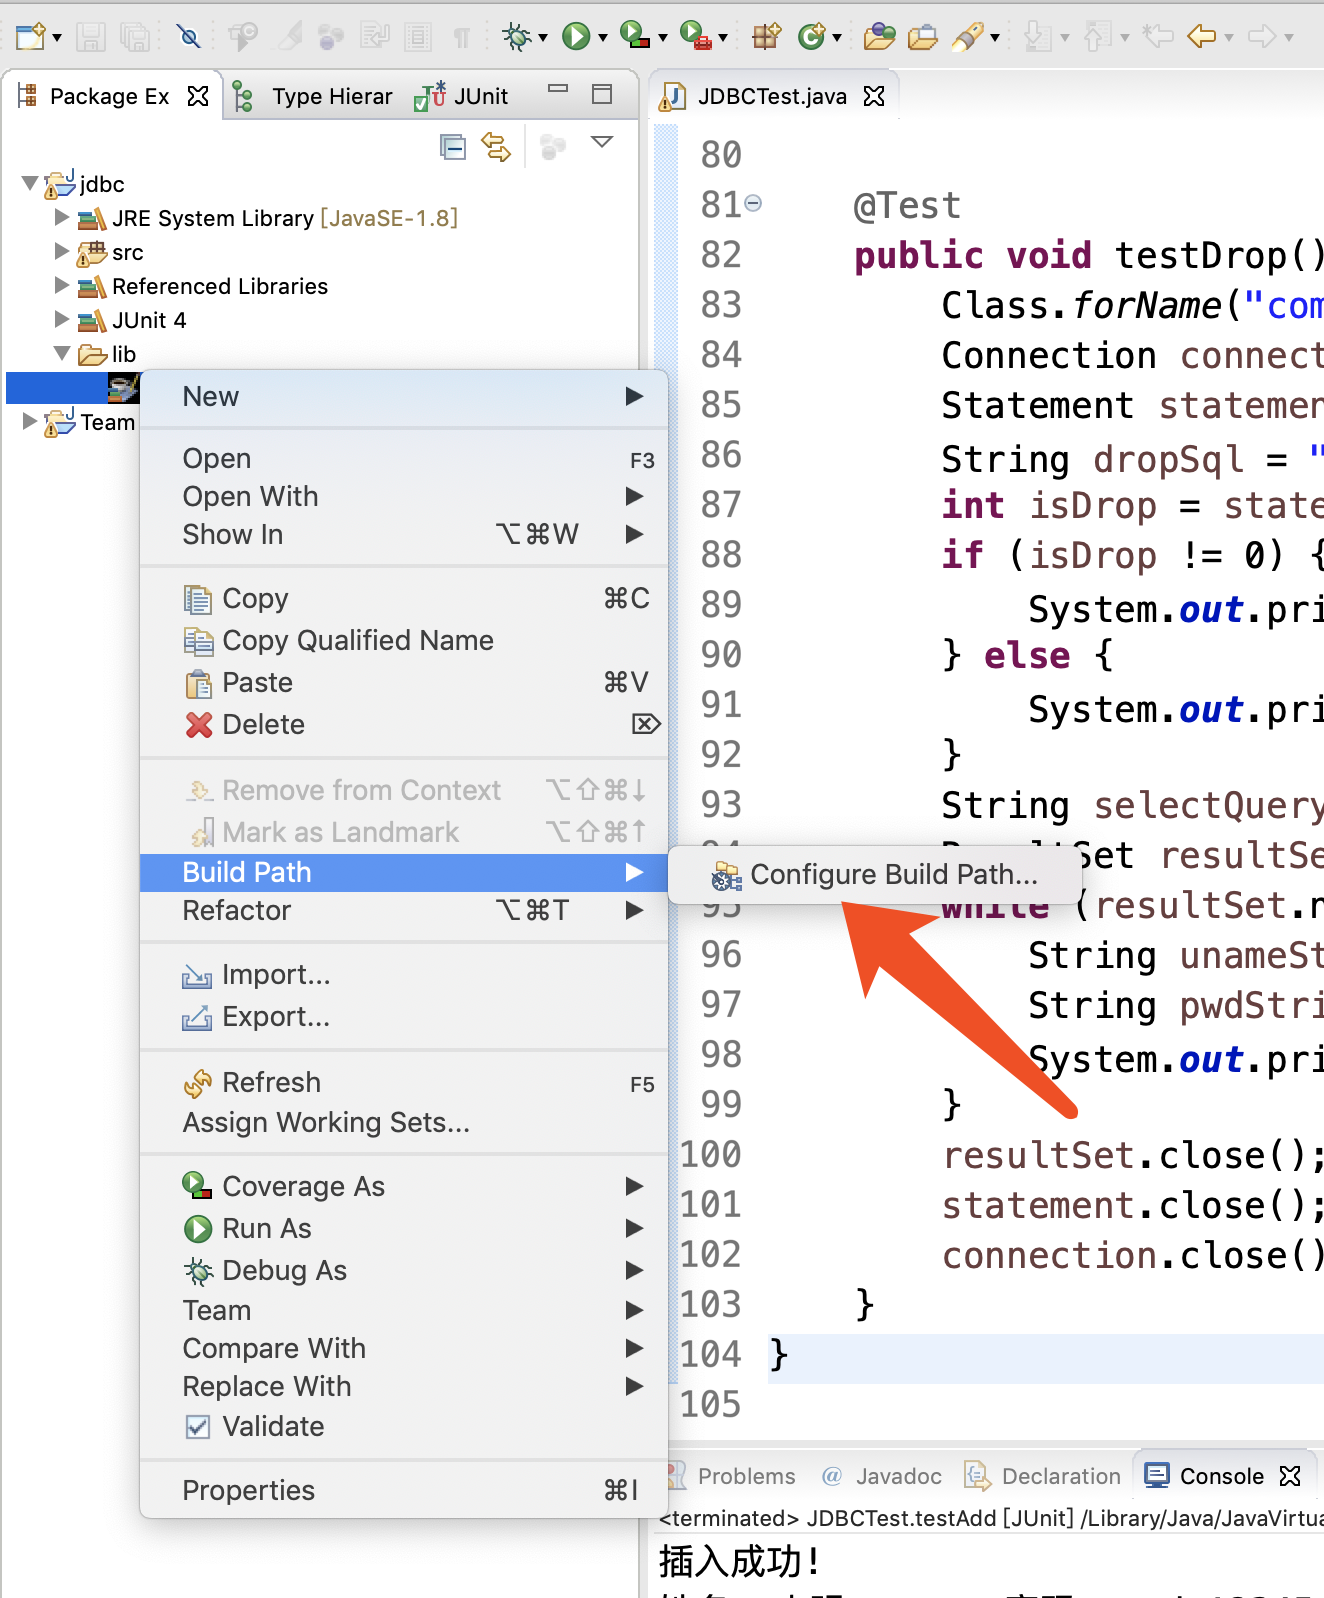 Package Ex
Type Hierar
JUnit
JDBCTest.java
jdbc
JRE System Library [JavaSE-1.8]
src
Referenced Libraries
JUnit 4
lib
Team
New
Open F3
Open With
Show In ⌥⌘W
Copy ⌘C
Copy Qualified Name
Paste ⌘V
Delete ⌦
Remove from Context ⌥⇧⌘↓
Mark as Landmark ⌥⇧⌘↑
Build Path
Refactor ⌥⌘T
Import...
Export...
Refresh F5
Assign Working Sets...
Coverage As
Run As
Debug As
Team
Compare With
Replace With
Validate
Properties ⌘I
Configure Build Path...
80
81 @Test
82 public void testDrop()
83 Class.forName("com
84 Connection connect
85 Statement statemen
86 String dropSql = "
87 int isDrop = state
88 if (isDrop != 0) {
89 System.out.pri
90 } else {
91 System.out.pri
92 }
93 String selectQuery
94 ResultSet resultSe
95 while (resultSet.n
96 String unameSt
97 String pwdStri
98 System.out.pri
99 }
100 resultSet.close();
101 statement.close();
102 connection.close()
103 }
104 }
105
Problems
@ Javadoc
Declaration
Console
<terminated> JDBCTest.testAdd [JUnit] /Library/Java/JavaVirtua
插入成功!